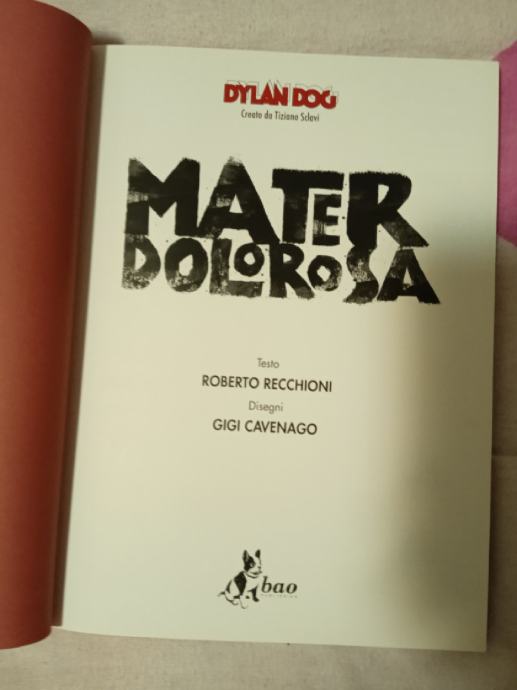 DYLAN DOG
Creato da Tiziano Sclavi
MATER
DOLOROSA
Testo
ROBERTO RECCHIONI
Disegni
GIGI CAVENAGO
bao